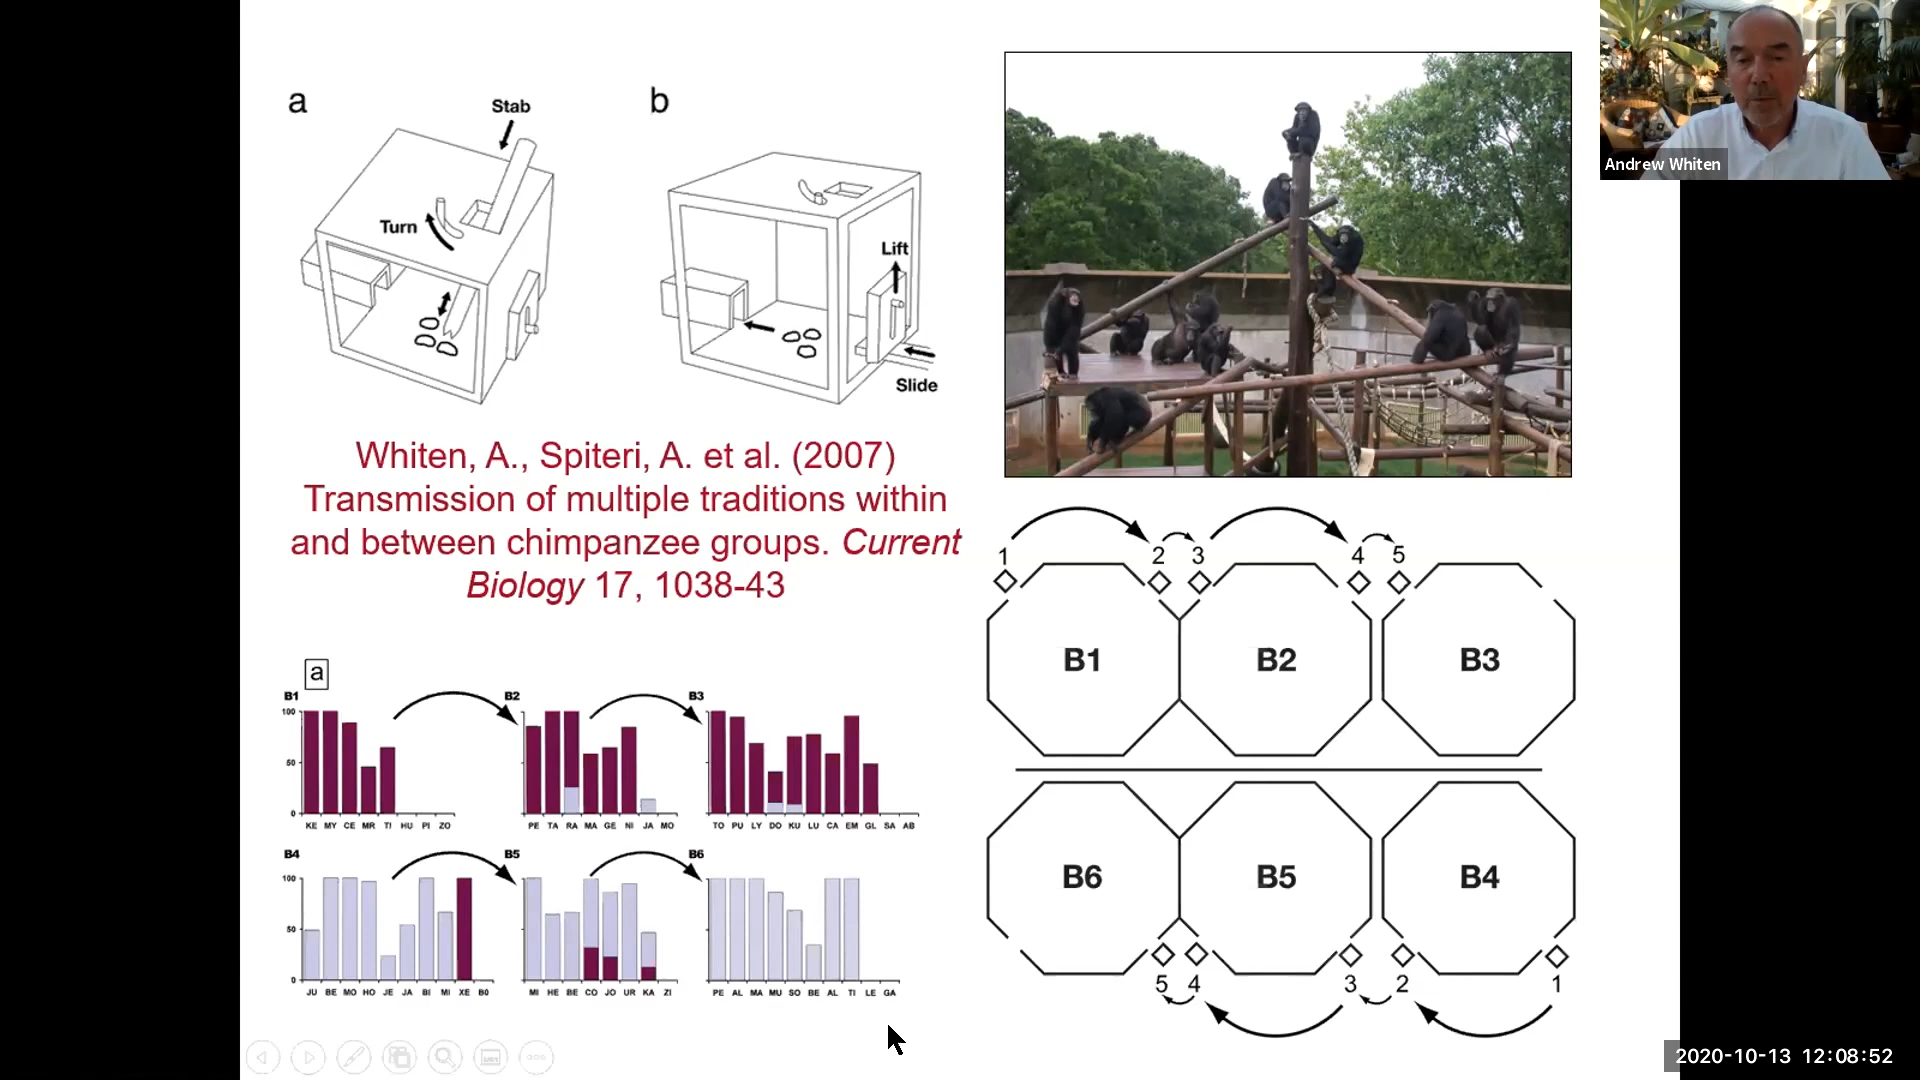 a
b
Stab
Turn
Lift
Slide
Andrew Whiten
Whiten, A., Spiteri, A. et al. (2007)
Transmission of multiple traditions within
and between chimpanzee groups. Current
Biology 17, 1038-43
1 2 3 4 5
B1 B2 B3
B6 B5 B4
5 4 3 2 1
a
B1
100
50
0
KE MY CE MR TI HU PI ZO
B2
PE TA RA MA GE NI JA MO
B3
TO PU LY DO KU LU CA EM GL SA AB
B4
100
50
0
JU BE MO HO JE JA BI MI XE B0
B5
MI HE BE CO JO UR KA ZI
B6
PE AL MA MU SO BE AL TI LE GA
2020-10-13 12:08:52